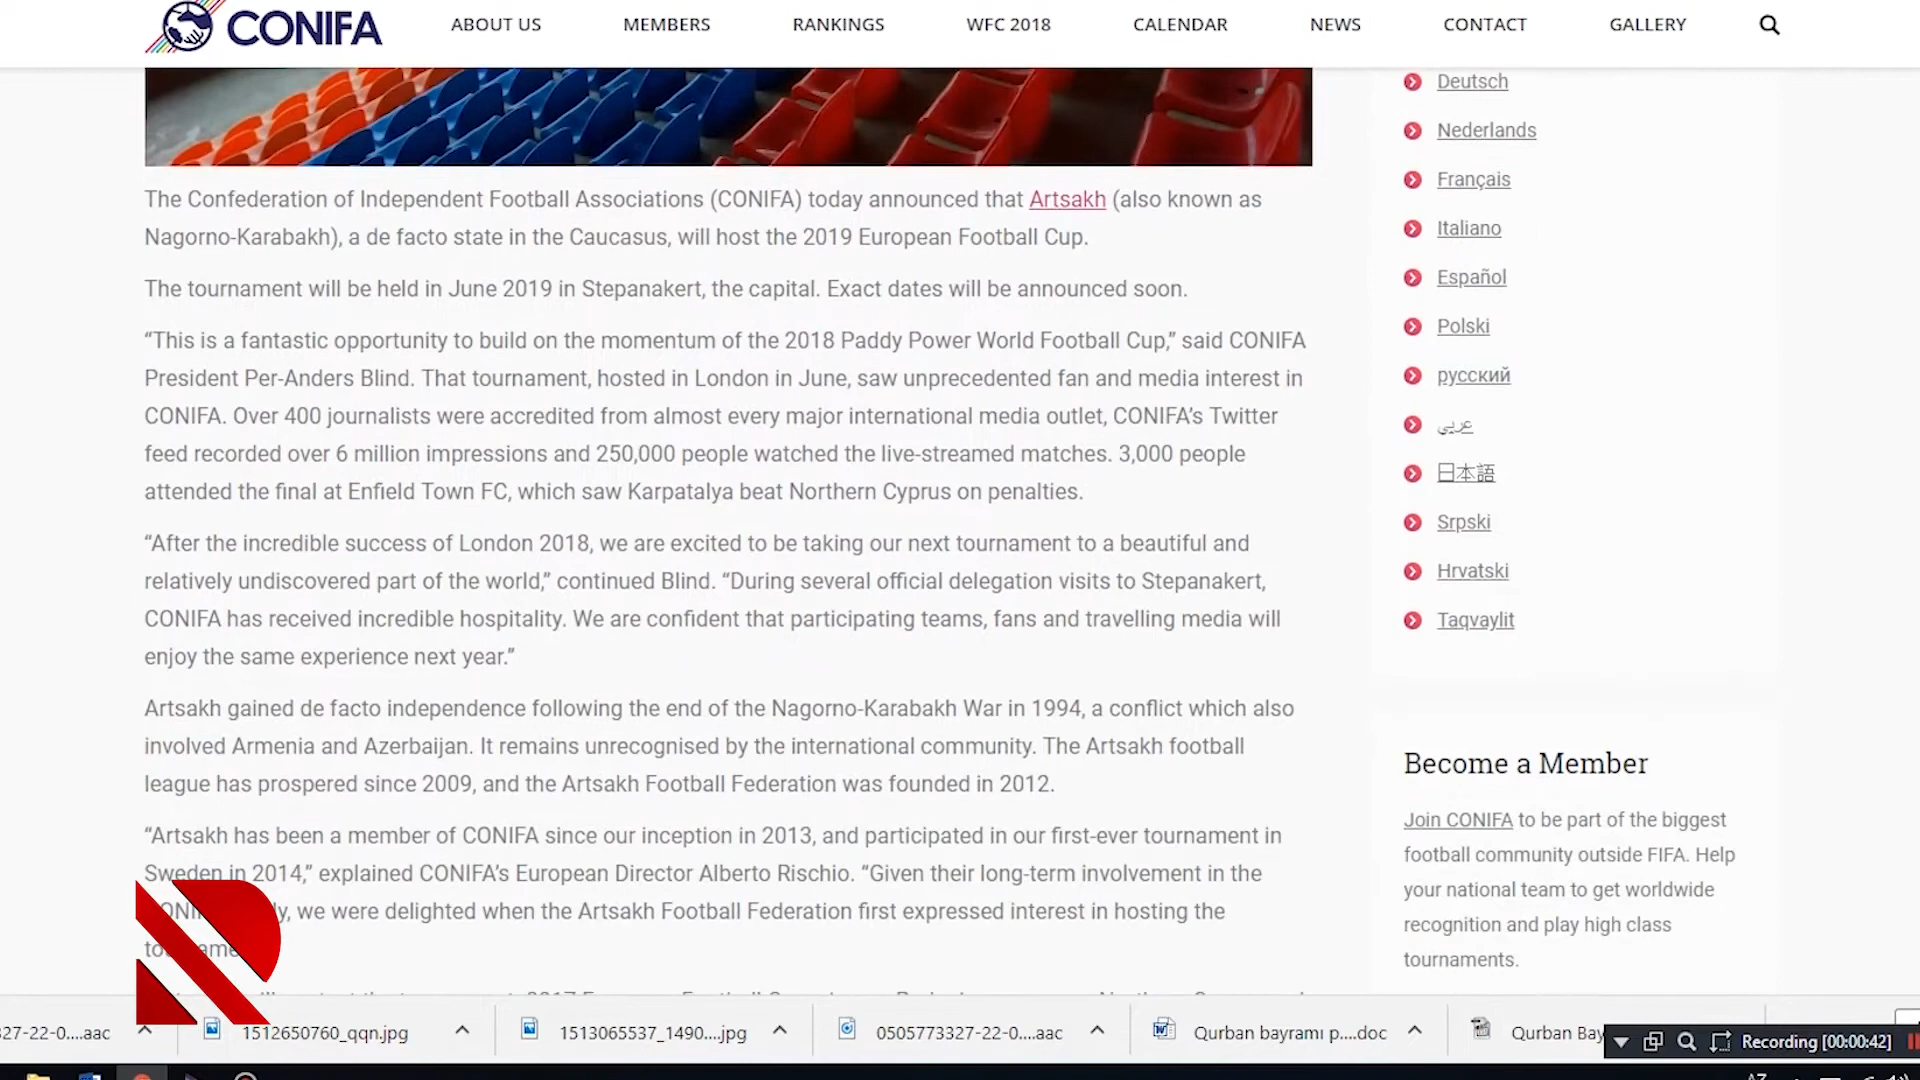 CONIFA
ABOUT US
MEMBERS
RANKINGS
WFC 2018
CALENDAR
NEWS
CONTACT
GALLERY
The Confederation of Independent Football Associations (CONIFA) today announced that Artsakh (also known as
Nagorno-Karabakh), a de facto state in the Caucasus, will host the 2019 European Football Cup.
The tournament will be held in June 2019 in Stepanakert, the capital. Exact dates will be announced soon.
“This is a fantastic opportunity to build on the momentum of the 2018 Paddy Power World Football Cup,” said CONIFA
President Per-Anders Blind. That tournament, hosted in London in June, saw unprecedented fan and media interest in
CONIFA. Over 400 journalists were accredited from almost every major international media outlet, CONIFA’s Twitter
feed recorded over 6 million impressions and 250,000 people watched the live-streamed matches. 3,000 people
attended the final at Enfield Town FC, which saw Karpatalya beat Northern Cyprus on penalties.
“After the incredible success of London 2018, we are excited to be taking our next tournament to a beautiful and
relatively undiscovered part of the world,” continued Blind. “During several official delegation visits to Stepanakert,
CONIFA has received incredible hospitality. We are confident that participating teams, fans and travelling media will
enjoy the same experience next year.”
Artsakh gained de facto independence following the end of the Nagorno-Karabakh War in 1994, a conflict which also
involved Armenia and Azerbaijan. It remains unrecognised by the international community. The Artsakh football
league has prospered since 2009, and the Artsakh Football Federation was founded in 2012.
“Artsakh has been a member of CONIFA since our inception in 2013, and participated in our first-ever tournament in
Sweden in 2014,” explained CONIFA’s European Director Alberto Rischio. “Given their long-term involvement in the
we were delighted when the Artsakh Football Federation first expressed interest in hosting the
Deutsch
Nederlands
Français
Italiano
Español
Polski
русский
عربي
日本語
Srpski
Hrvatski
Taqvaylit
Become a Member
Join CONIFA to be part of the biggest
football community outside FIFA. Help
your national team to get worldwide
recognition and play high class
tournaments.
327-22-0....aac
1512650760_qqn.jpg
1513065537_1490....jpg
0505773327-22-0....aac
Qurban bayramı p....doc
Qurban Bay
Recording [00:00:42]